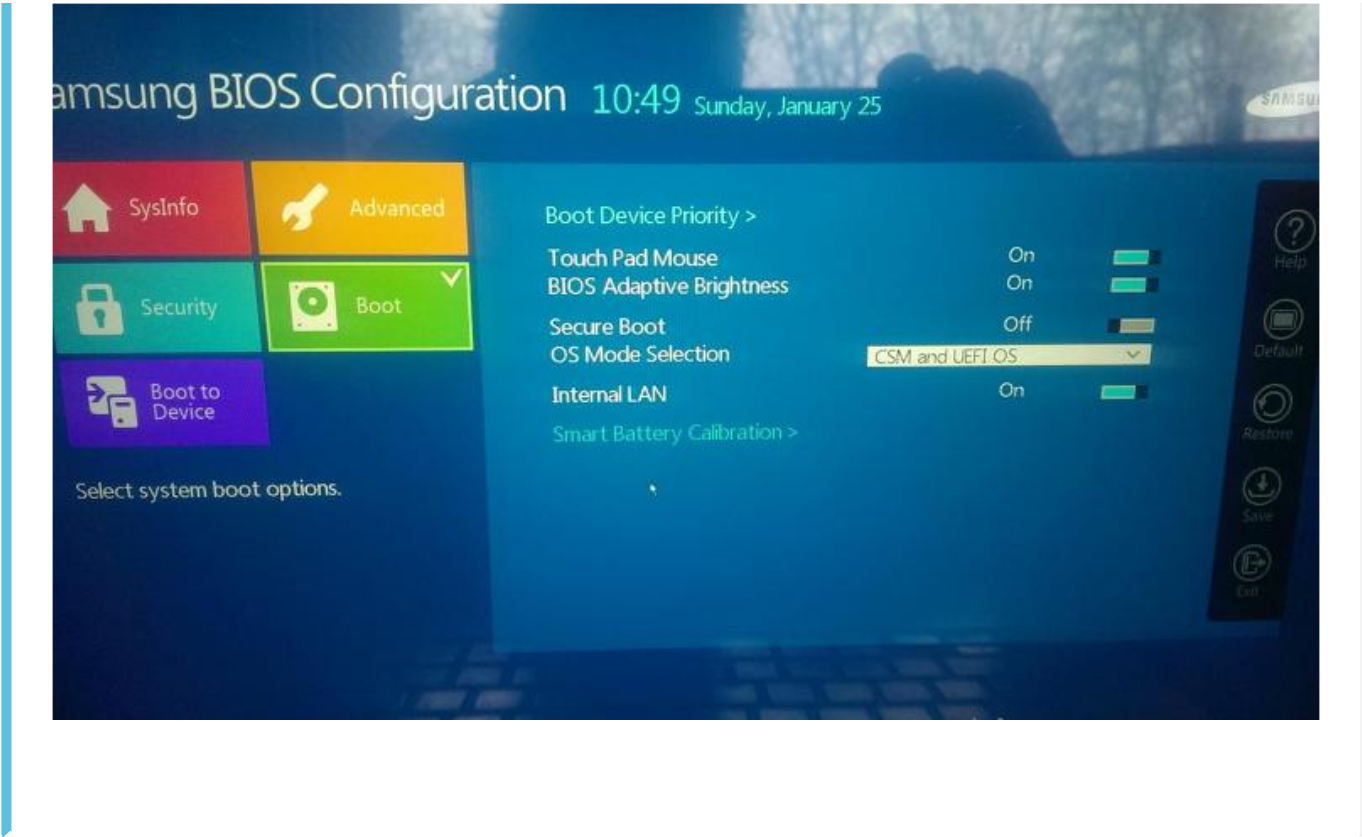 amsung BIOS Configuration 10:49 Sunday, January 25
SAMSU
SysInfo
Advanced
Security
Boot
Boot to
Device
Select system boot options.
Boot Device Priority >
Touch Pad Mouse On
BIOS Adaptive Brightness On
Secure Boot Off
OS Mode Selection CSM and UEFI OS
Internal LAN On
Smart Battery Calibration >
Help
Default
Restore
Save
Exit